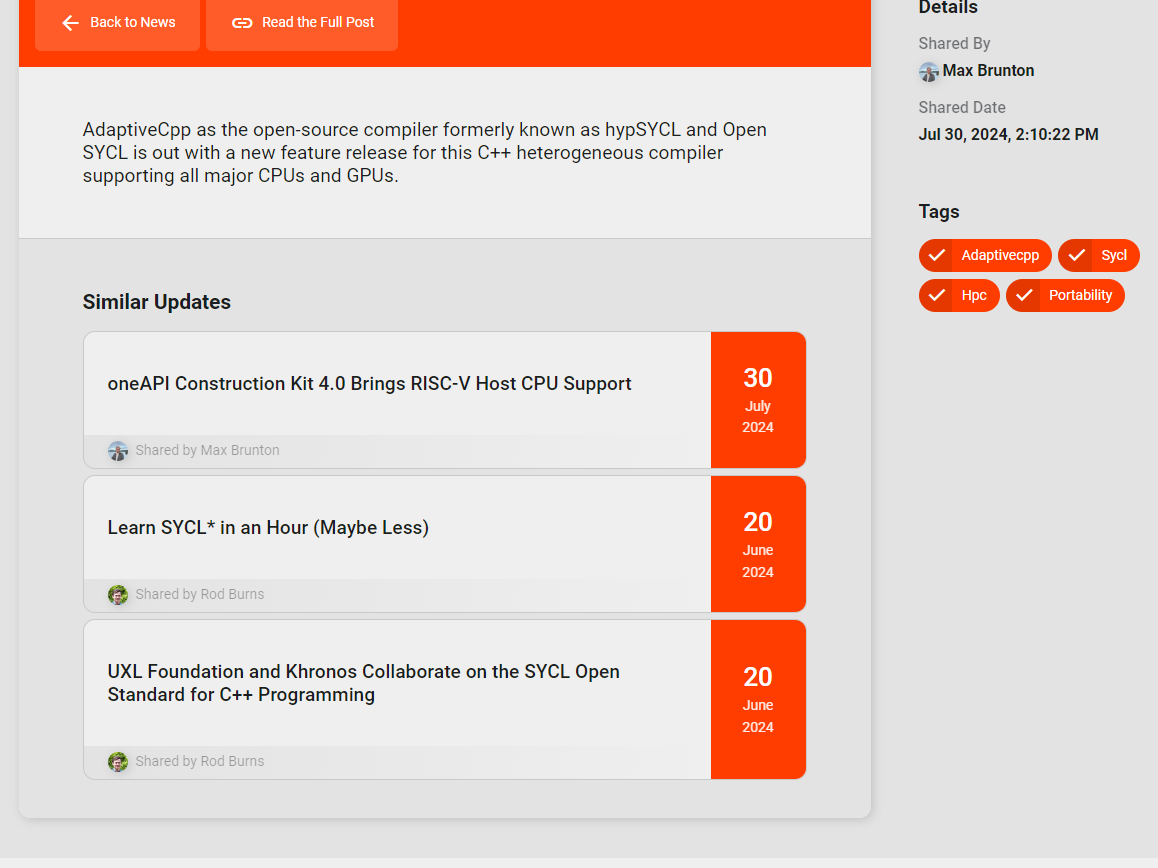 Back to News
Read the Full Post
AdaptiveCpp as the open-source compiler formerly known as hypSYCL and Open
SYCL is out with a new feature release for this C++ heterogeneous compiler
supporting all major CPUs and GPUs.
Similar Updates
oneAPI Construction Kit 4.0 Brings RISC-V Host CPU Support
Shared by Max Brunton
30
July
2024
Learn SYCL* in an Hour (Maybe Less)
Shared by Rod Burns
20
June
2024
UXL Foundation and Khronos Collaborate on the SYCL Open
Standard for C++ Programming
Shared by Rod Burns
20
June
2024
Details
Shared By
Max Brunton
Shared Date
Jul 30, 2024, 2:10:22 PM
Tags
Adaptivecpp
Sycl
Hpc
Portability